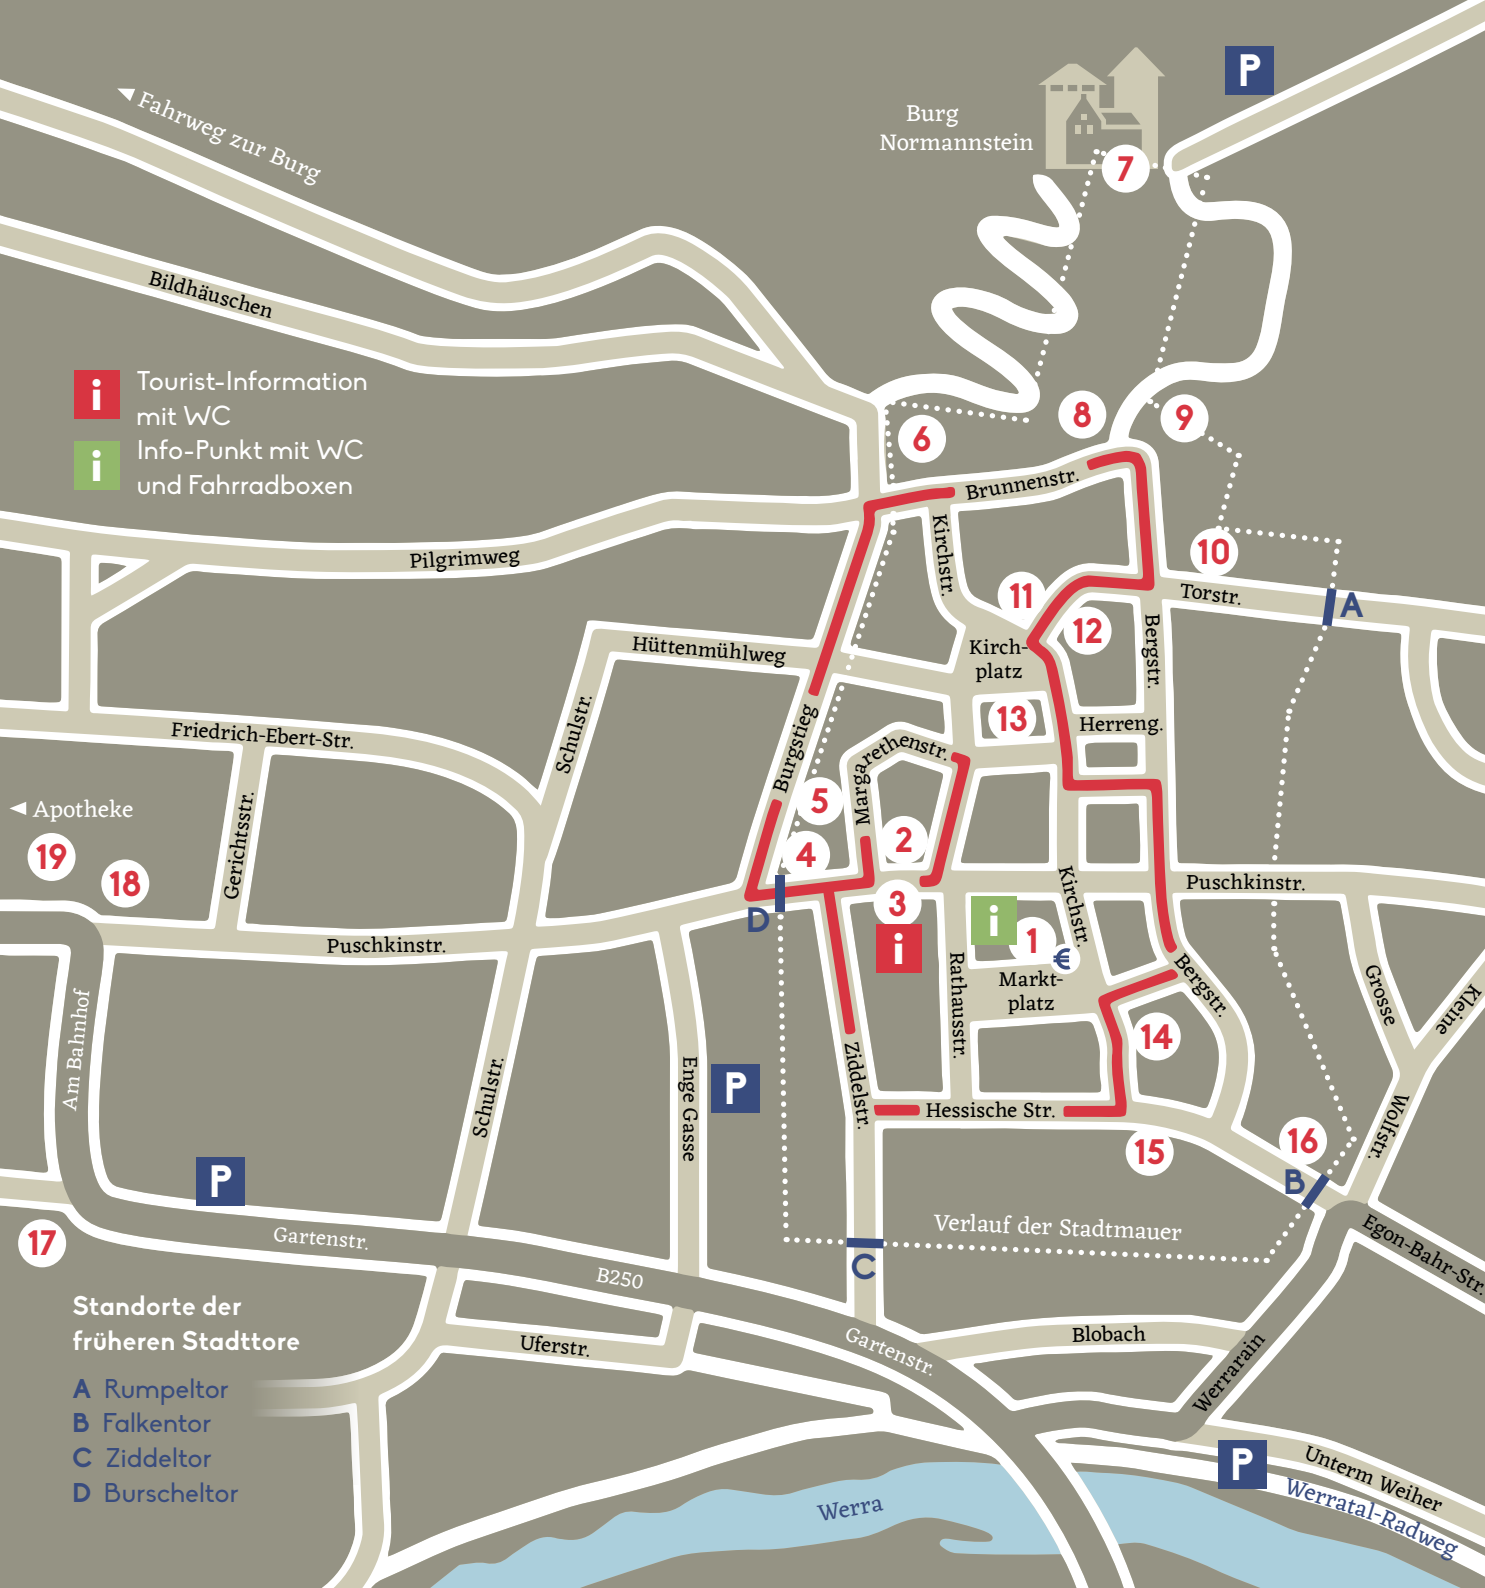 P
Burg
Normannstein
7
◄ Fahrweg zur Burg
Bildhäuschen
i Tourist-Information
mit WC
i Info-Punkt mit WC
und Fahrradboxen
6
8
9
Brunnenstr.
Kirchstr.
Pilgrimweg
10
Torstr.
A
11
12
Bergstr.
Kirch-
platz
Hüttenmühlweg
Schulstr.
Friedrich-Ebert-Str.
13
Herreng.
Burgstieg
Margarethenstr.
5
◄ Apotheke
19
18
Gerichtsstr.
2
4
D
3
i
Puschkinstr.
Puschkinstr.
Kirchstr.
i
1
€
Markt-
platz
Rathausstr.
Bergstr.
Grosse
Kleine
Am Bahnhof
Schulstr.
Enge Gasse
P
Ziddelstr.
14
Hessische Str.
15
16
B
Wolfstr.
P
17
Gartenstr.
Verlauf der Stadtmauer
C
Egon-Bahr-Str.
B250
Standorte der
früheren Stadttore
A Rumpeltor
B Falkentor
C Ziddeltor
D Burscheltor
Uferstr.
Gartenstr.
Blobach
Werrarain
P
Unterm Weiher
Werratal-Radweg
Werra